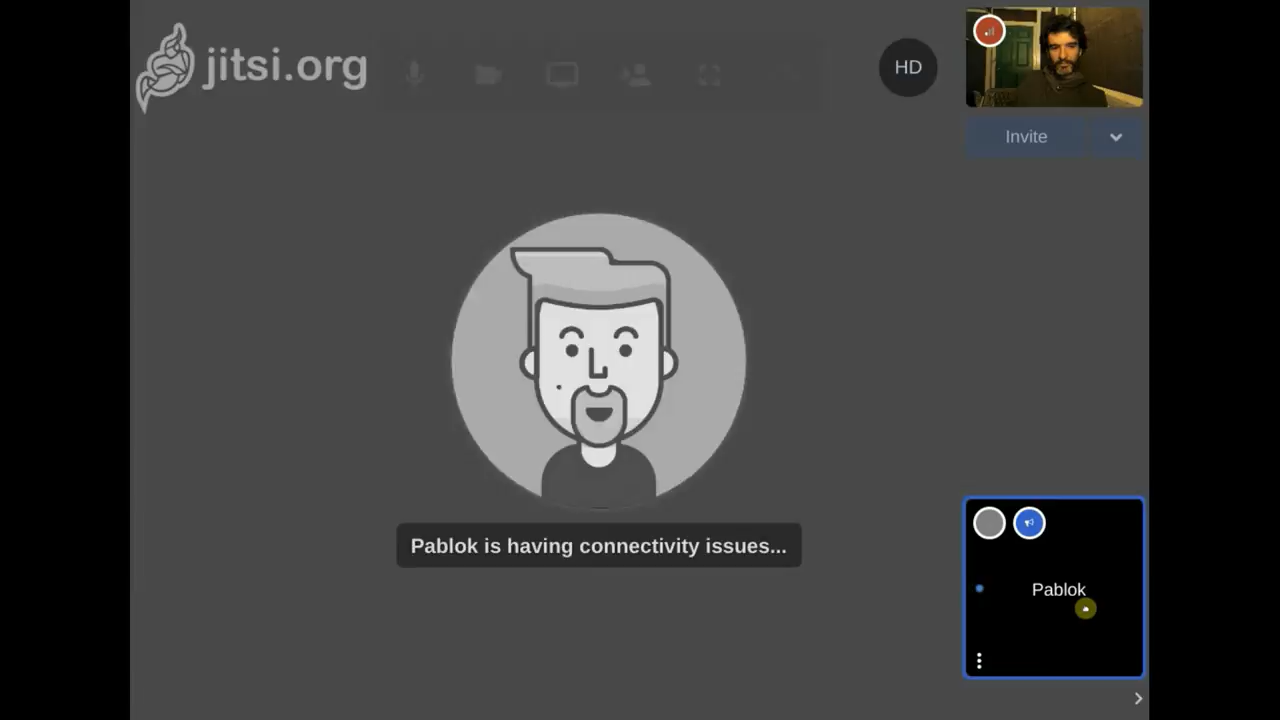 jitsi.org
HD
Invite
Pablok is having connectivity issues...
Pablok